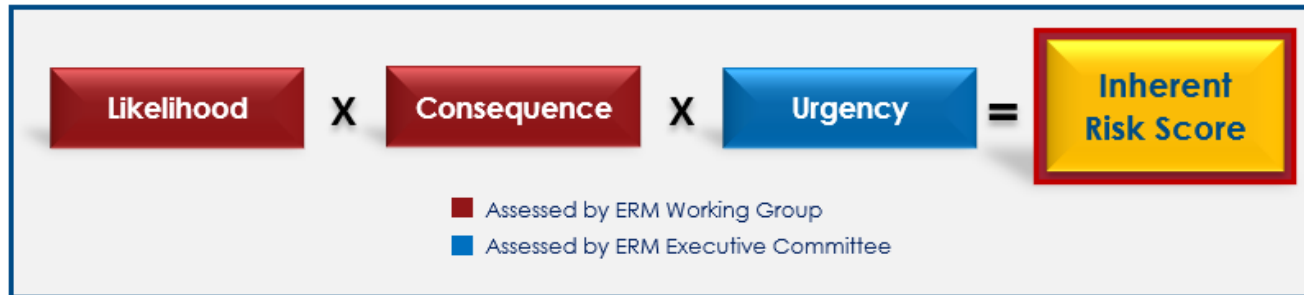 Likelihood X Consequence X Urgency = Inherent
Risk Score
Assessed by ERM Working Group
Assessed by ERM Executive Committee